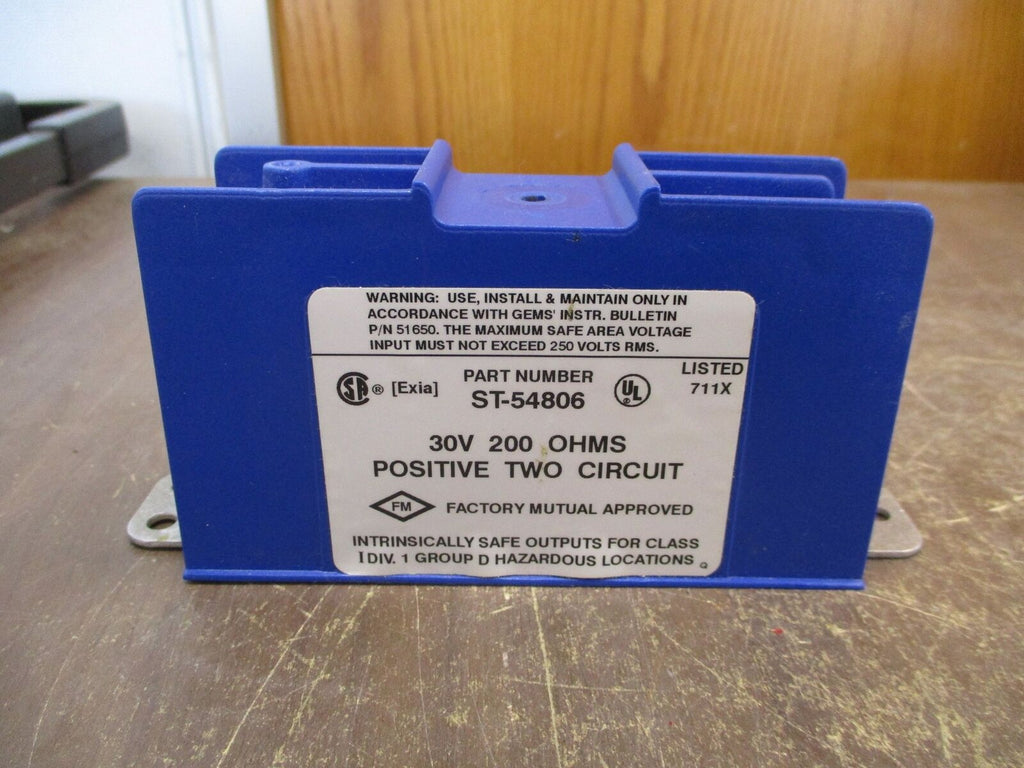 WARNING: USE, INSTALL & MAINTAIN ONLY IN
ACCORDANCE WITH GEMS' INSTR. BULLETIN
P/N 51650. THE MAXIMUM SAFE AREA VOLTAGE
INPUT MUST NOT EXCEED 250 VOLTS RMS.
SA ® [Exia] PART NUMBER UL LISTED
ST-54806 711X
30V 200 OHMS
POSITIVE TWO CIRCUIT
FM FACTORY MUTUAL APPROVED
INTRINSICALLY SAFE OUTPUTS FOR CLASS
I DIV. 1 GROUP D HAZARDOUS LOCATIONS G